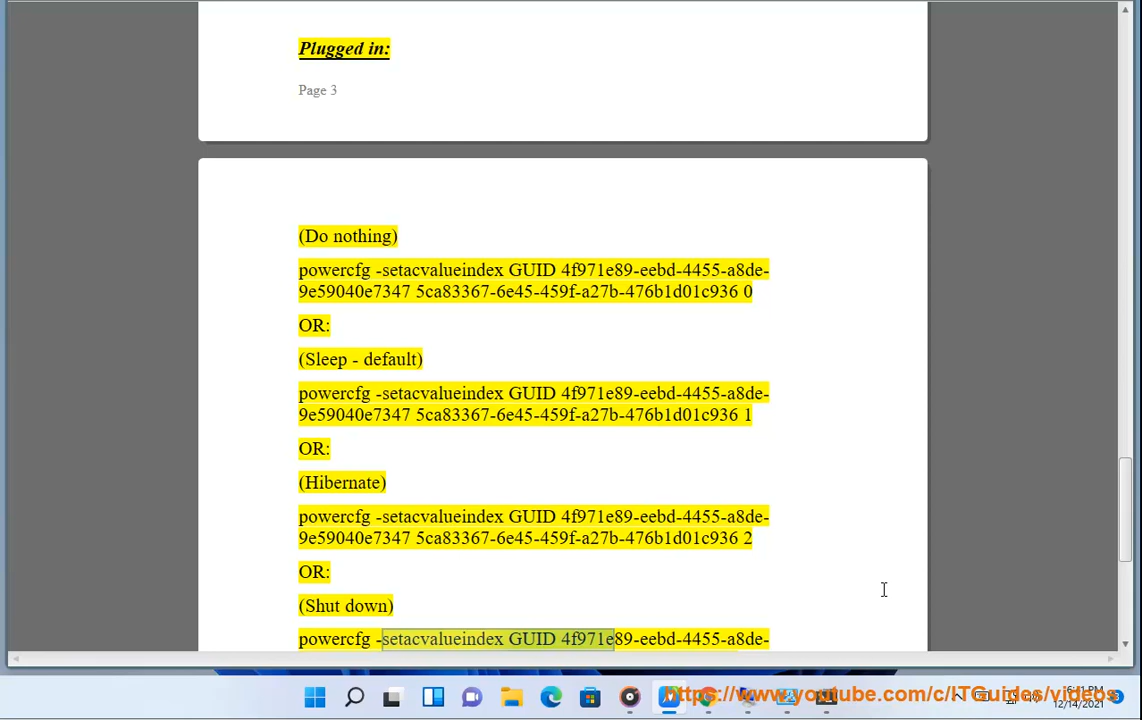 Plugged in:
Page 3
(Do nothing)
powercfg -setacvalueindex GUID 4f971e89-eebd-4455-a8de-
9e59040e7347 5ca83367-6e45-459f-a27b-476b1d01c936 0
OR:
(Sleep - default)
powercfg -setacvalueindex GUID 4f971e89-eebd-4455-a8de-
9e59040e7347 5ca83367-6e45-459f-a27b-476b1d01c936 1
OR:
(Hibernate)
powercfg -setacvalueindex GUID 4f971e89-eebd-4455-a8de-
9e59040e7347 5ca83367-6e45-459f-a27b-476b1d01c936 2
OR:
(Shut down)
powercfg -setacvalueindex GUID 4f971e89-eebd-4455-a8de-
https://www.youtube.com/c/ITGuides/videos
12/14/2021